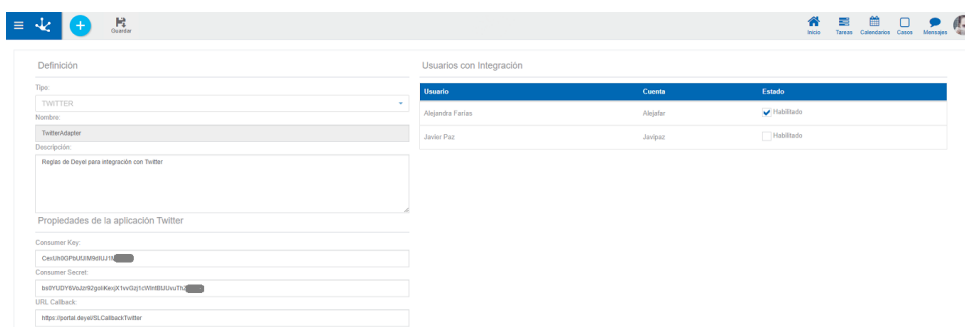 Guardar
Inicio Tareas Calendarios Casos Mensajes
Definición
Tipo:
TWITTER
Nombre:
TwitterAdapter
Descripción:
Reglas de Deyel para integración con Twitter
Propiedades de la aplicación Twitter
Consumer Key:
Consumer Secret:
URL Callback:
https://portal.deyel/SLCallbackTwitter
Usuarios con Integración
Usuario Cuenta Estado
Alejandra Farias Alejafar Habilitado
Javier Paz Javipaz Habilitado